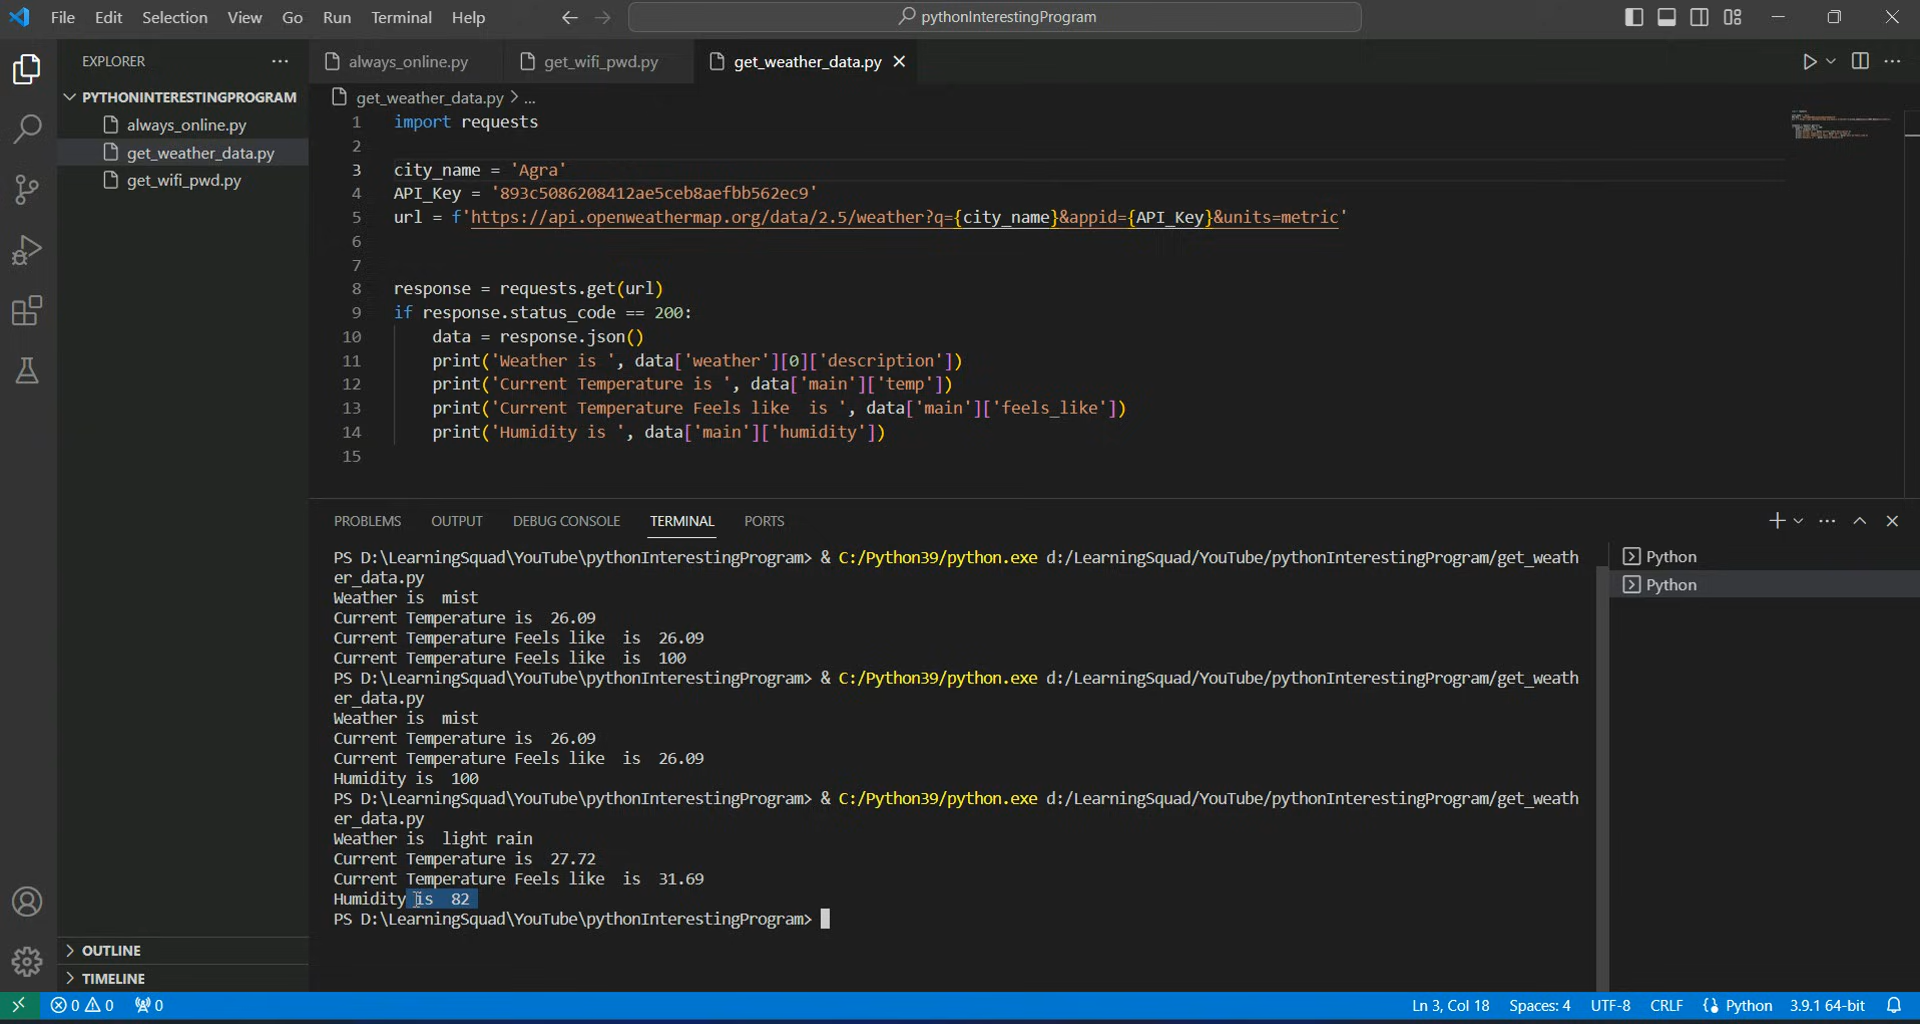 File Edit Selection View Go Run Terminal Help
pythonInterestingProgram
EXPLORER
always_online.py get_wifi_pwd.py get_weather_data.py
PYTHONINTERESTINGPROGRAM
always_online.py
get_weather_data.py
get_wifi_pwd.py
get_weather_data.py > ...
1 import requests
2
3 city_name = 'Agra'
4 API_Key = '893c5086208412ae5ceb8aefbb562ec9'
5 url = f'https://api.openweathermap.org/data/2.5/weather?q={city_name}&appid={API_Key}&units=metric'
6
7
8 response = requests.get(url)
9 if response.status_code == 200:
10 data = response.json()
11 print('Weather is ', data['weather'][0]['description'])
12 print('Current Temperature is ', data['main']['temp'])
13 print('Current Temperature Feels like  is ', data['main']['feels_like'])
14 print('Humidity is ', data['main']['humidity'])
15
PROBLEMS OUTPUT DEBUG CONSOLE TERMINAL PORTS
PS D:\LearningSquad\YouTube\pythonInterestingProgram> & C:/Python39/python.exe d:/LearningSquad/YouTube/pythonInterestingProgram/get_weath
er_data.py
Weather is  mist
Current Temperature is  26.09
Current Temperature Feels like  is  26.09
Current Temperature Feels like  is  100
PS D:\LearningSquad\YouTube\pythonInterestingProgram> & C:/Python39/python.exe d:/LearningSquad/YouTube/pythonInterestingProgram/get_weath
er_data.py
Weather is  mist
Current Temperature is  26.09
Current Temperature Feels like  is  26.09
Humidity is  100
PS D:\LearningSquad\YouTube\pythonInterestingProgram> & C:/Python39/python.exe d:/LearningSquad/YouTube/pythonInterestingProgram/get_weath
er_data.py
Weather is  light rain
Current Temperature is  27.72
Current Temperature Feels like  is  31.69
Humidity is  82
PS D:\LearningSquad\YouTube\pythonInterestingProgram>
Python
Python
OUTLINE
TIMELINE
0 0 0 Ln 3, Col 18 Spaces: 4 UTF-8 CRLF Python 3.9.1 64-bit